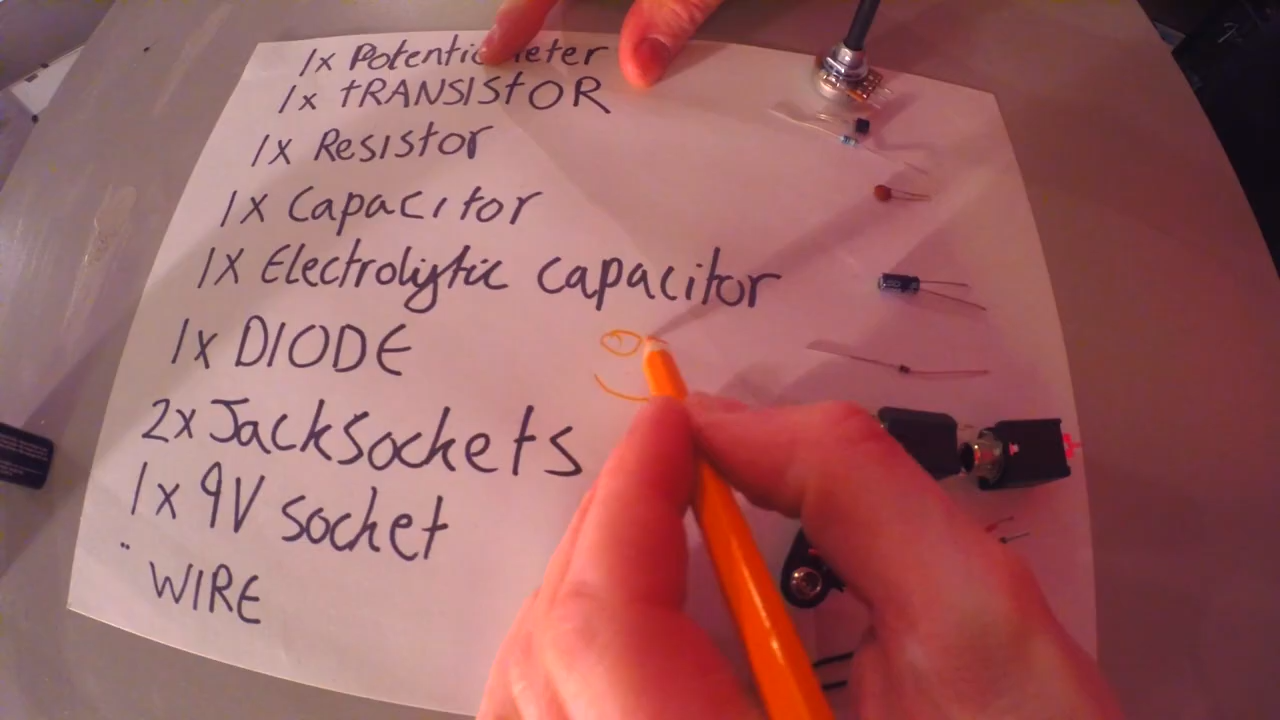 1x Potentiometer
1x tRANSIStOR
1x Resistor
1x Capacitor
1x Electrolytic capacitor
1x DIODE
2x Jacksockets
1x 9V socket
" WIRE